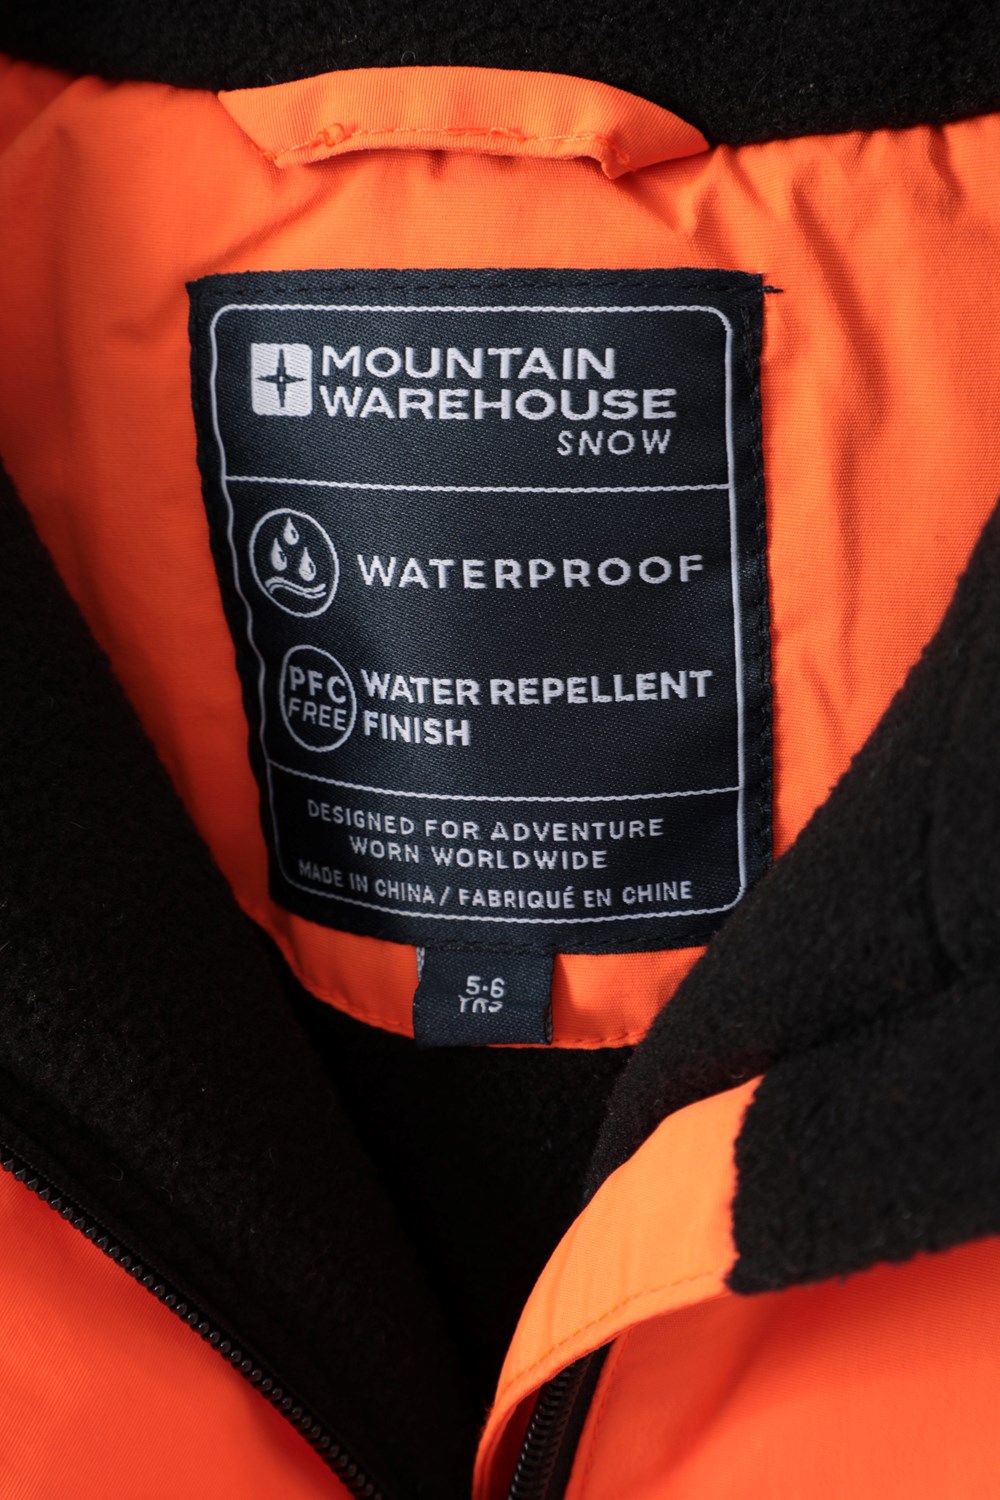 MOUNTAIN
WAREHOUSE
SNOW
WATERPROOF
PFC
FREE
WATER REPELLENT
FINISH
DESIGNED FOR ADVENTURE
WORN WORLDWIDE
MADE IN CHINA / FABRIQUÉ EN CHINE
5-6
YRS